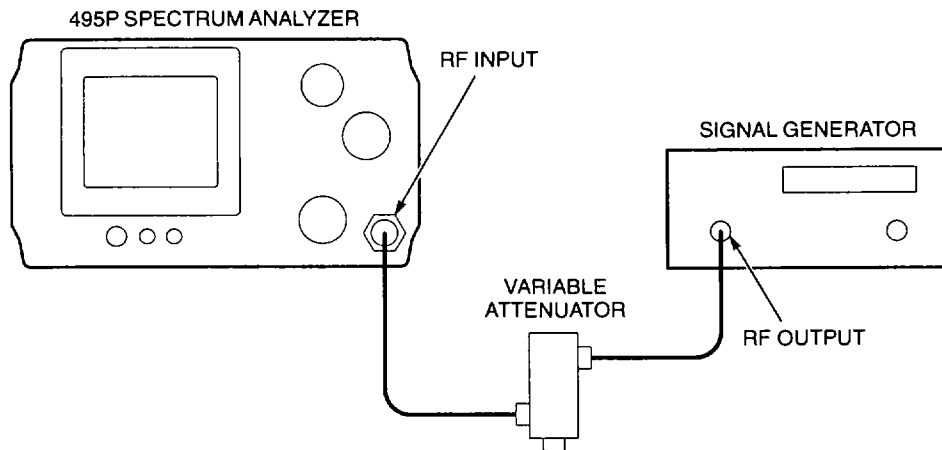 495P SPECTRUM ANALYZER
RF INPUT
SIGNAL GENERATOR
VARIABLE
ATTENUATOR
RF OUTPUT